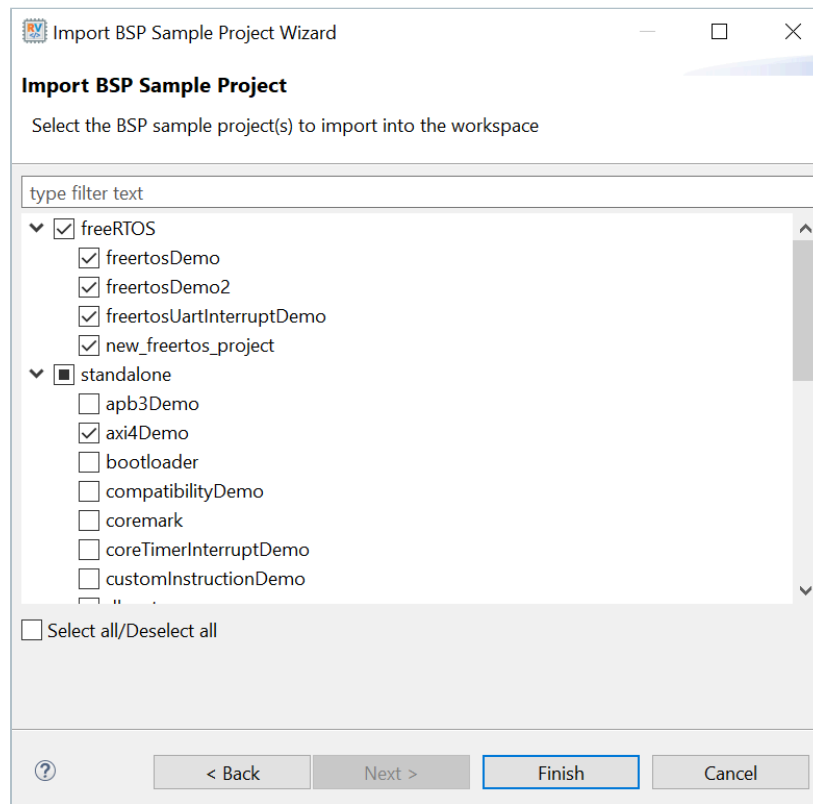 Import BSP Sample Project Wizard
Import BSP Sample Project
Select the BSP sample project(s) to import into the workspace
type filter text
freeRTOS
freertosDemo
freertosDemo2
freertosUartInterruptDemo
new_freertos_project
standalone
apb3Demo
axi4Demo
bootloader
compatibilityDemo
coremark
coreTimerInterruptDemo
customInstructionDemo
Select all/Deselect all
< Back Next > Finish Cancel